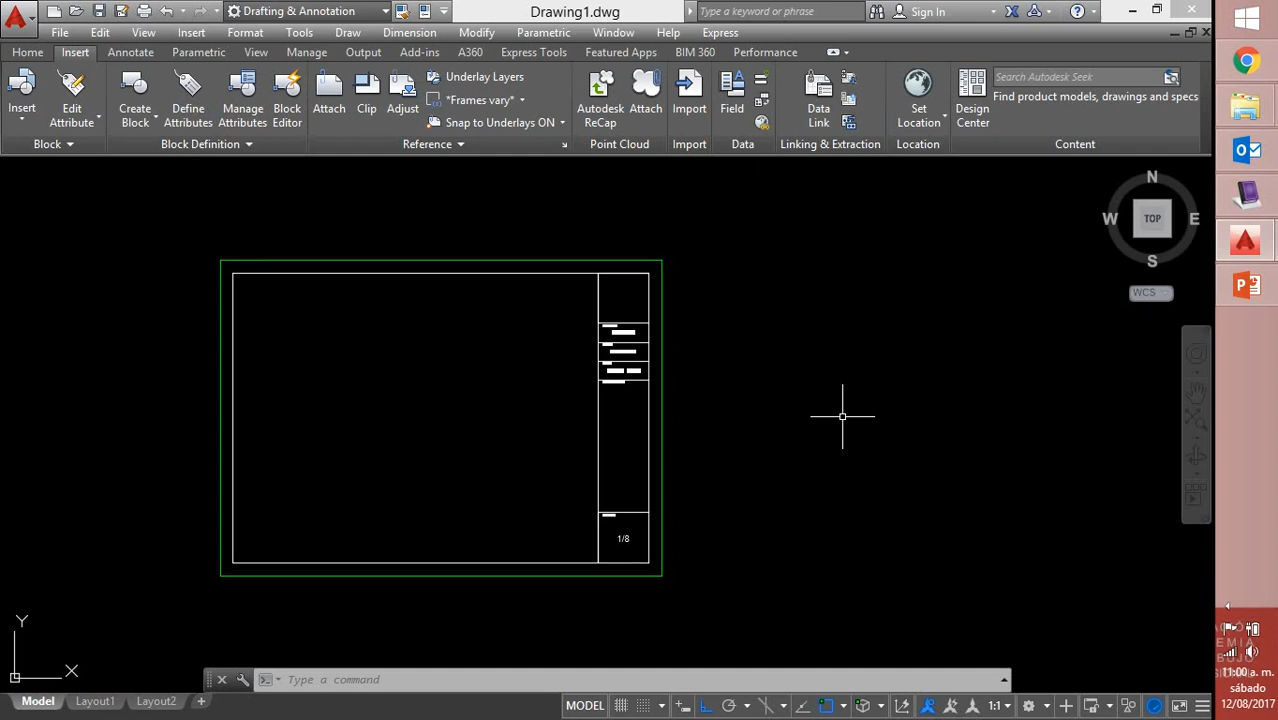 Drafting & Annotation
Drawing1.dwg
Type a keyword or phrase
Sign In
File Edit View Insert Format Tools Draw Dimension Modify Parametric Window Help Express
Home Insert Annotate Parametric View Manage Output Add-ins A360 Express Tools Featured Apps BIM 360 Performance
Insert
Edit Attribute
Create Block
Define Attributes
Manage Attributes
Block Editor
Attach
Clip
Adjust
Underlay Layers
*Frames vary*
Snap to Underlays ON
Autodesk ReCap
Attach
Import
Field
Data Link
Set Location
Design Center
Search Autodesk Seek
Find product models, drawings and specs
Block
Block Definition
Reference
Point Cloud
Import
Data
Linking & Extraction
Location
Content
N
W
TOP
E
S
WCS
1/8
Y
X
Type a command
Model Layout1 Layout2
MODEL
1:1
11:00 a. m.
sábado
12/08/2017